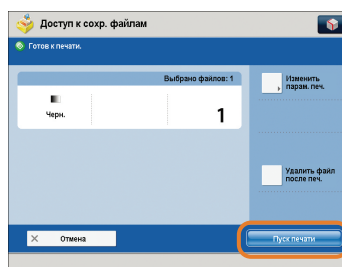 Доступ к сохр. файлам
Готов к печати.
Выбрано файлов: 1
Черн.
1
Изменить
парам. печ.
Удалить файл
после печ.
Отмена
Пуск печати